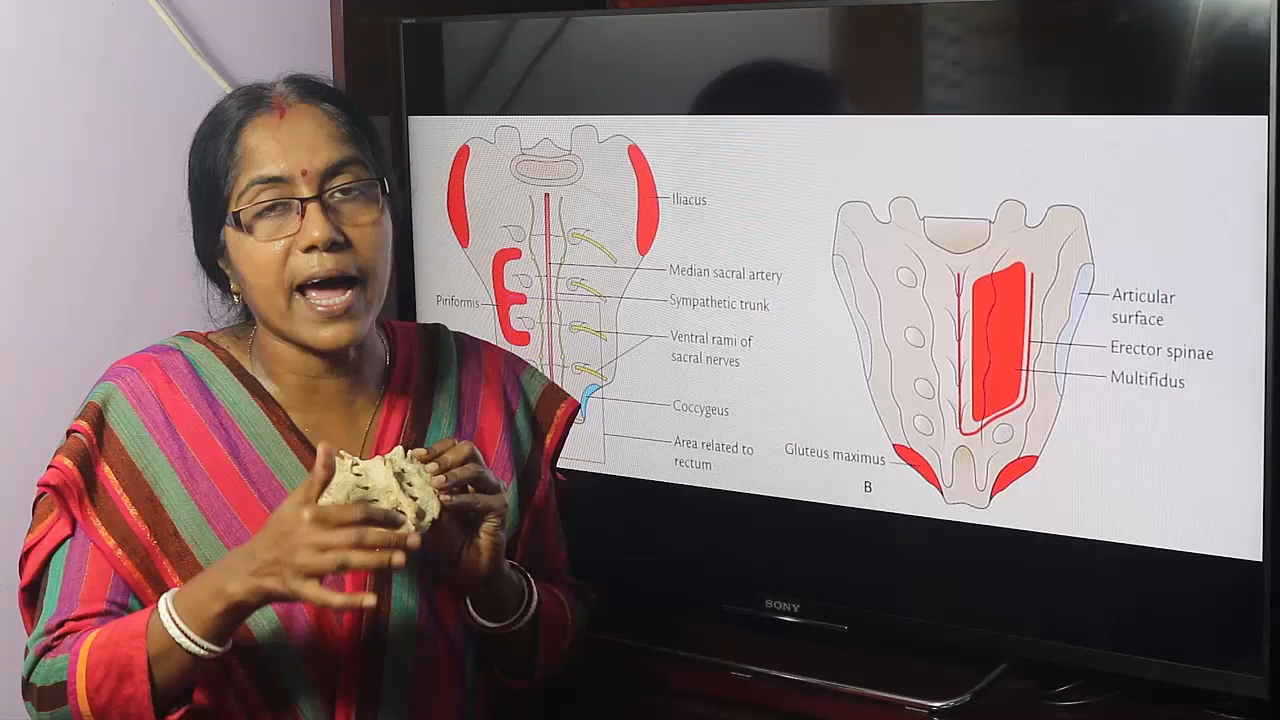 Iliacus
Median sacral artery
Piriformis
Sympathetic trunk
Ventral rami of
sacral nerves
Coccygeus
Area related to
rectum
Articular
surface
Erector spinae
Multifidus
Gluteus maximus
B
SONY